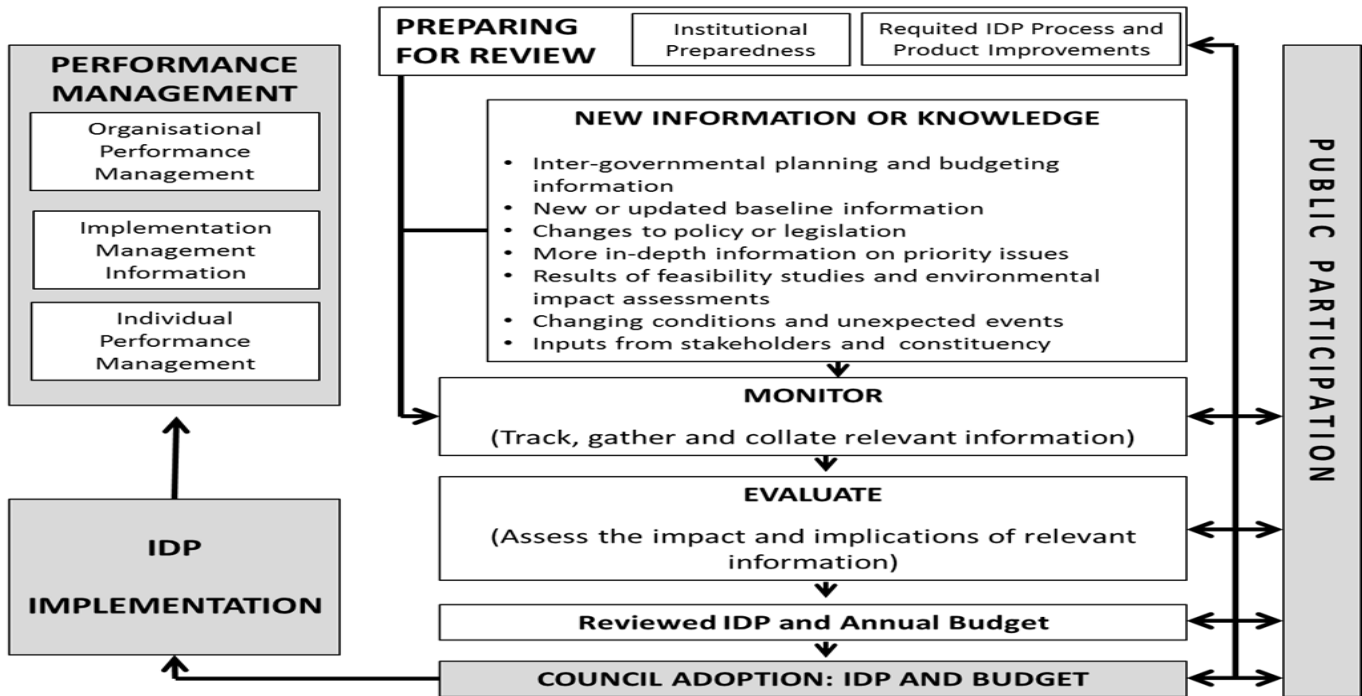 PERFORMANCE
MANAGEMENT
Organisational
Performance
Management
Implementation
Management
Information
Individual
Performance
Management
IDP
IMPLEMENTATION
PREPARING
FOR REVIEW
Institutional
Preparedness
Requited IDP Process and
Product Improvements
NEW INFORMATION OR KNOWLEDGE
• Inter-governmental planning and budgeting
information
• New or updated baseline information
• Changes to policy or legislation
• More in-depth information on priority issues
• Results of feasibility studies and environmental
impact assessments
• Changing conditions and unexpected events
• Inputs from stakeholders and constituency
MONITOR
(Track, gather and collate relevant information)
EVALUATE
(Assess the impact and implications of relevant
information)
Reviewed IDP and Annual Budget
COUNCIL ADOPTION: IDP AND BUDGET
PUBLIC PARTICIPATION